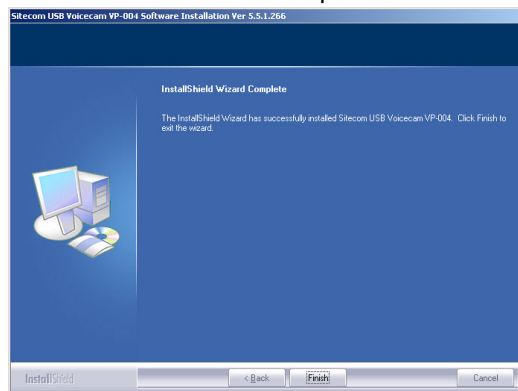 Sitecom USB Voicecam VP-004 Software Installation Ver 5.5.1.266
InstallShield Wizard Complete
The InstallShield Wizard has successfully installed Sitecom USB Voicecam VP-004. Click Finish to
exit the wizard.
InstallShield
< Back
Finish
Cancel